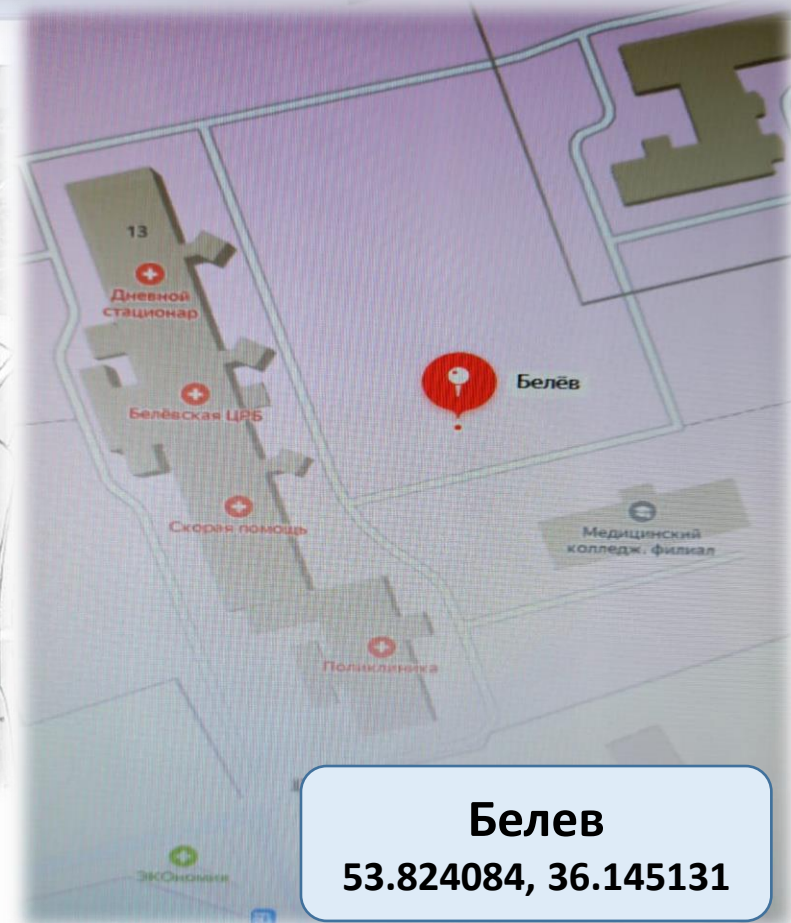 13
Дневной
стационар
Белёвская ЦРБ
Белёв
Скорая помощь
Медицинский
колледж. филиал
Поликлиника
ЭКОномия
Белев
53.824084, 36.145131